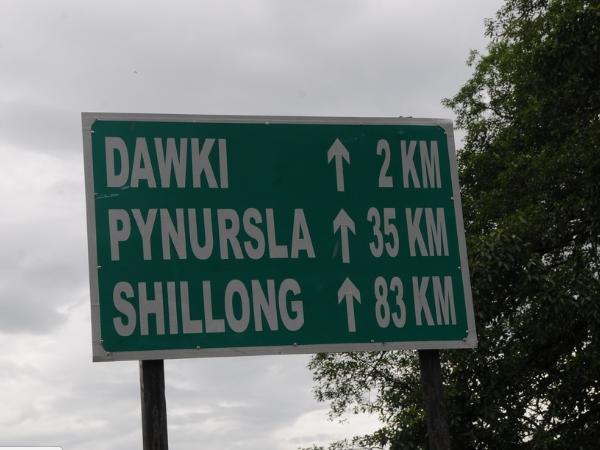 DAWKI ↑ 2 KM
PYNURSLA ↑ 35 KM
SHILLONG ↑ 83 KM